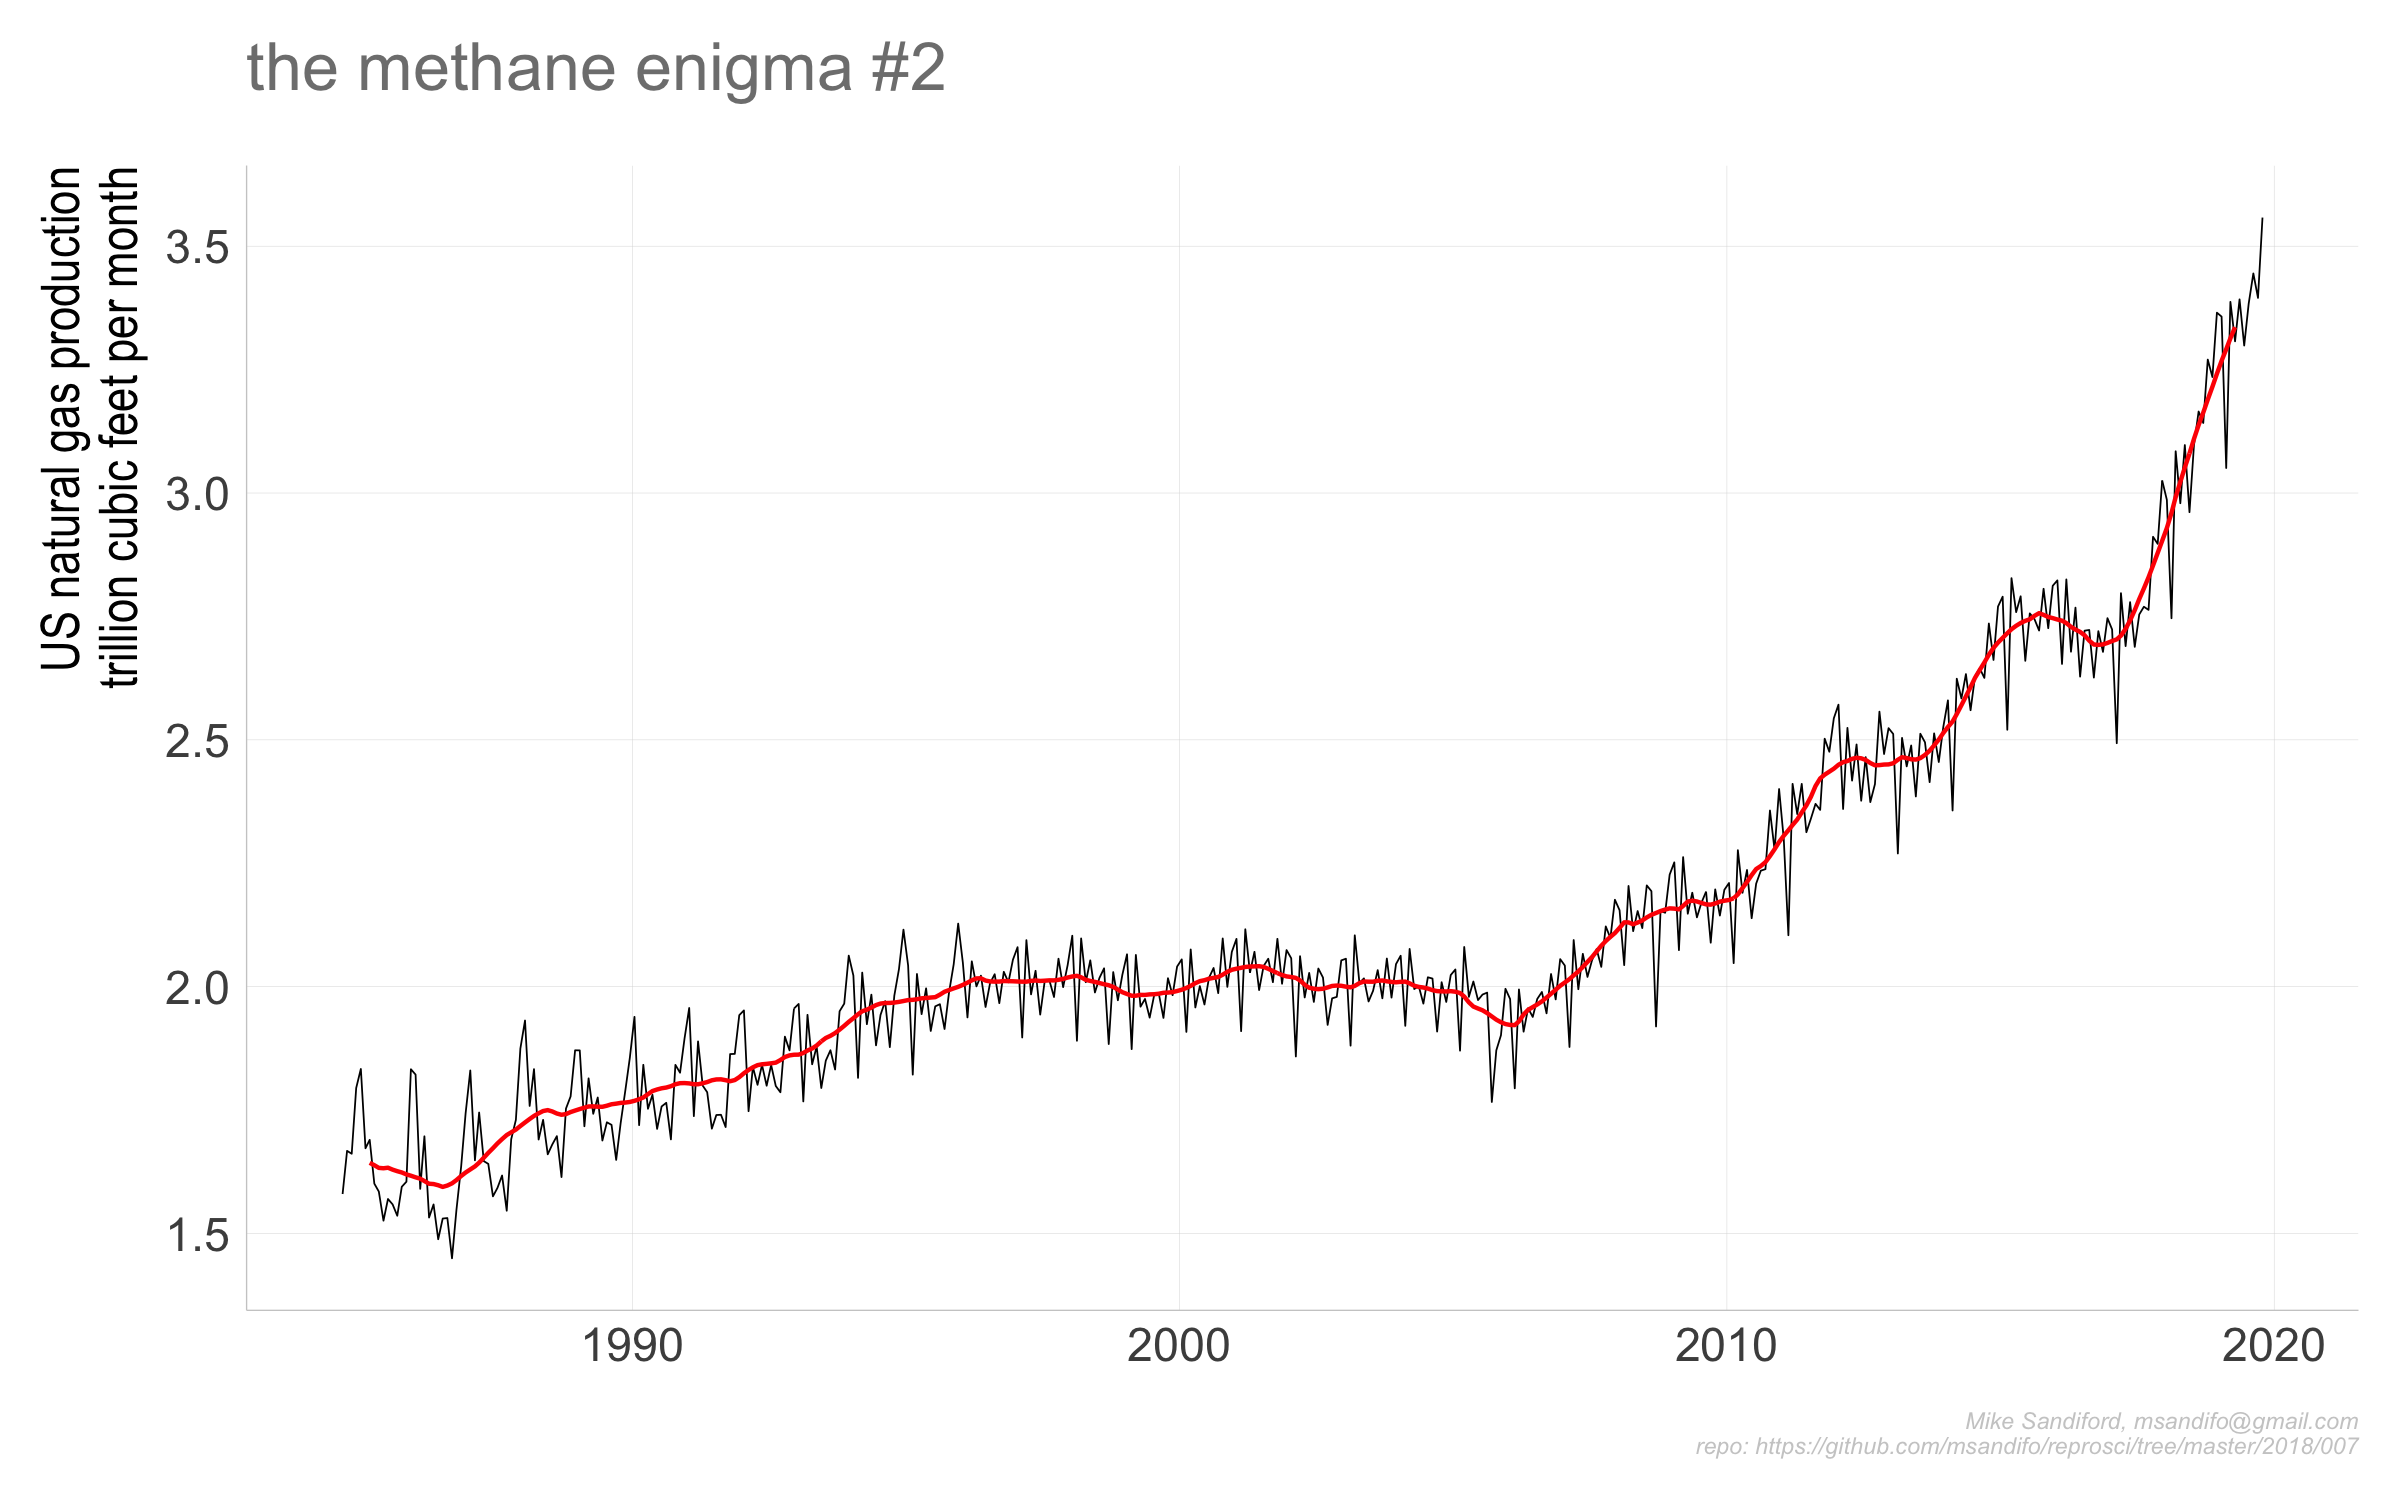 the methane enigma #2
US natural gas production
trillion cubic feet per month
3.5
3.0
2.5
2.0
1.5
1990
2000
2010
2020
Mike Sandiford, msandifo@gmail.com
repo: https://github.com/msandifo/reprosci/tree/master/2018/007